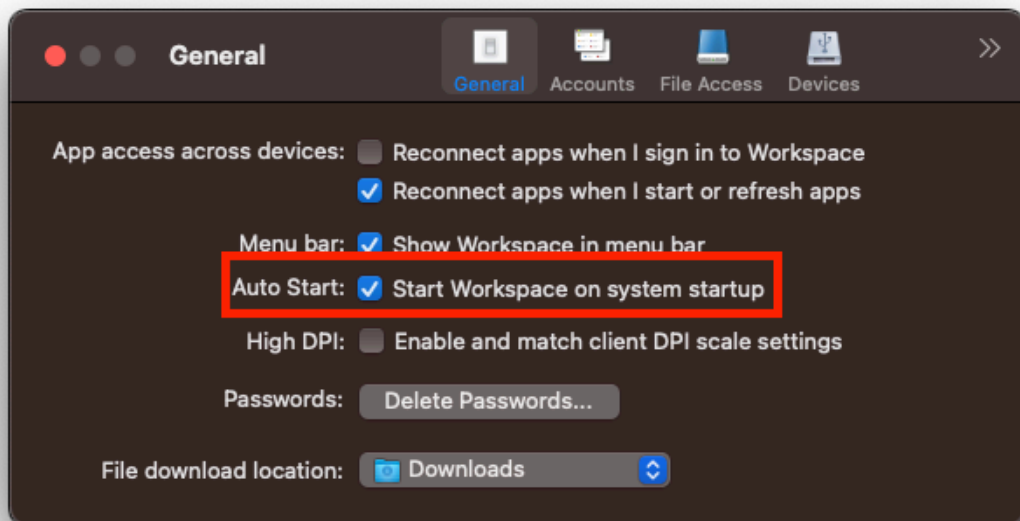 General
General Accounts File Access Devices
App access across devices: Reconnect apps when I sign in to Workspace
Reconnect apps when I start or refresh apps
Menu bar: Show Workspace in menu bar
Auto Start: Start Workspace on system startup
High DPI: Enable and match client DPI scale settings
Passwords: Delete Passwords...
File download location: Downloads